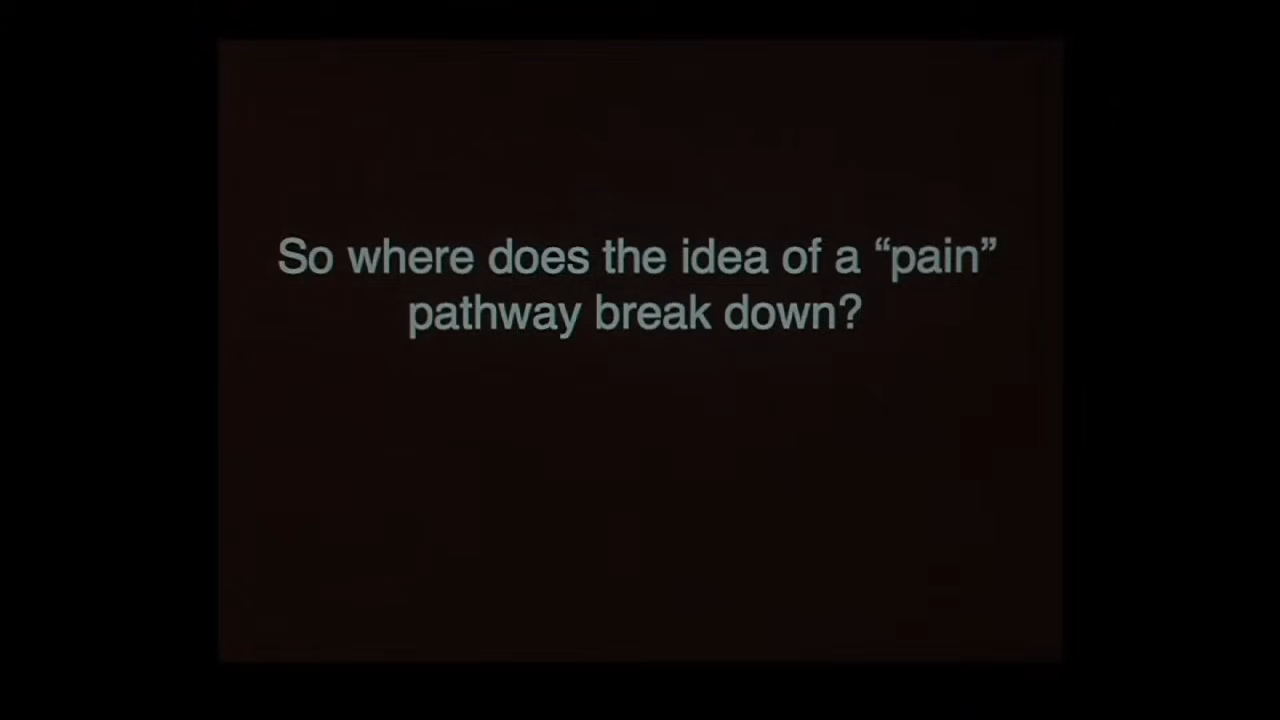 So where does the idea of a “pain”
pathway break down?